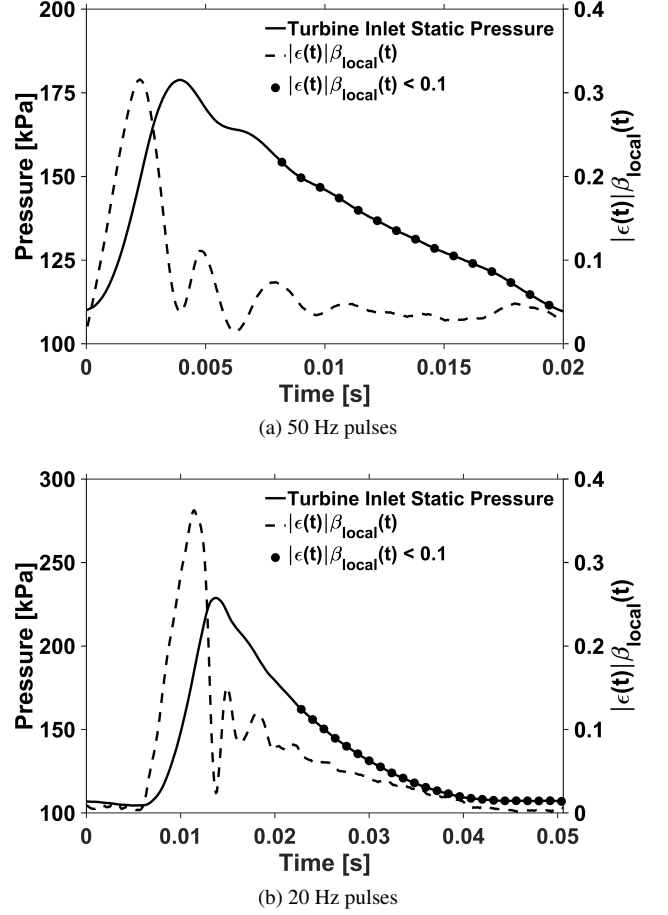 200
175
150
125
100
Pressure [kPa]
Turbine Inlet Static Pressure
|ϵ(t)|β_local(t)
|ϵ(t)|β_local(t) < 0.1
0.4
0.3
0.2
0.1
0
|ϵ(t)|β_local(t)
0 0.005 0.01 0.015 0.02
Time [s]
(a) 50 Hz pulses
300
250
200
150
100
Pressure [kPa]
Turbine Inlet Static Pressure
|ϵ(t)|β_local(t)
|ϵ(t)|β_local(t) < 0.1
0.4
0.3
0.2
0.1
0
|ϵ(t)|β_local(t)
0 0.01 0.02 0.03 0.04 0.05
Time [s]
(b) 20 Hz pulses